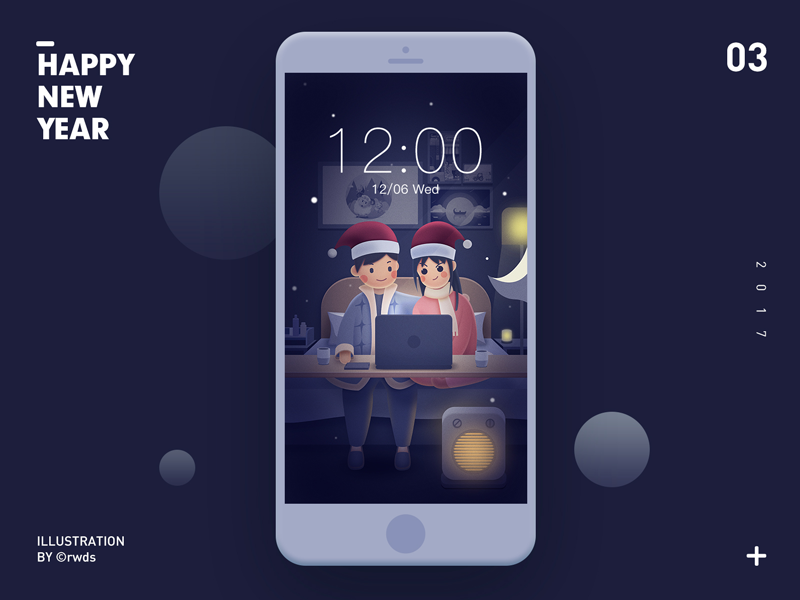 HAPPY
NEW
YEAR
03
12:00
12/06 Wed
2017
ILLUSTRATION
BY ©rwds